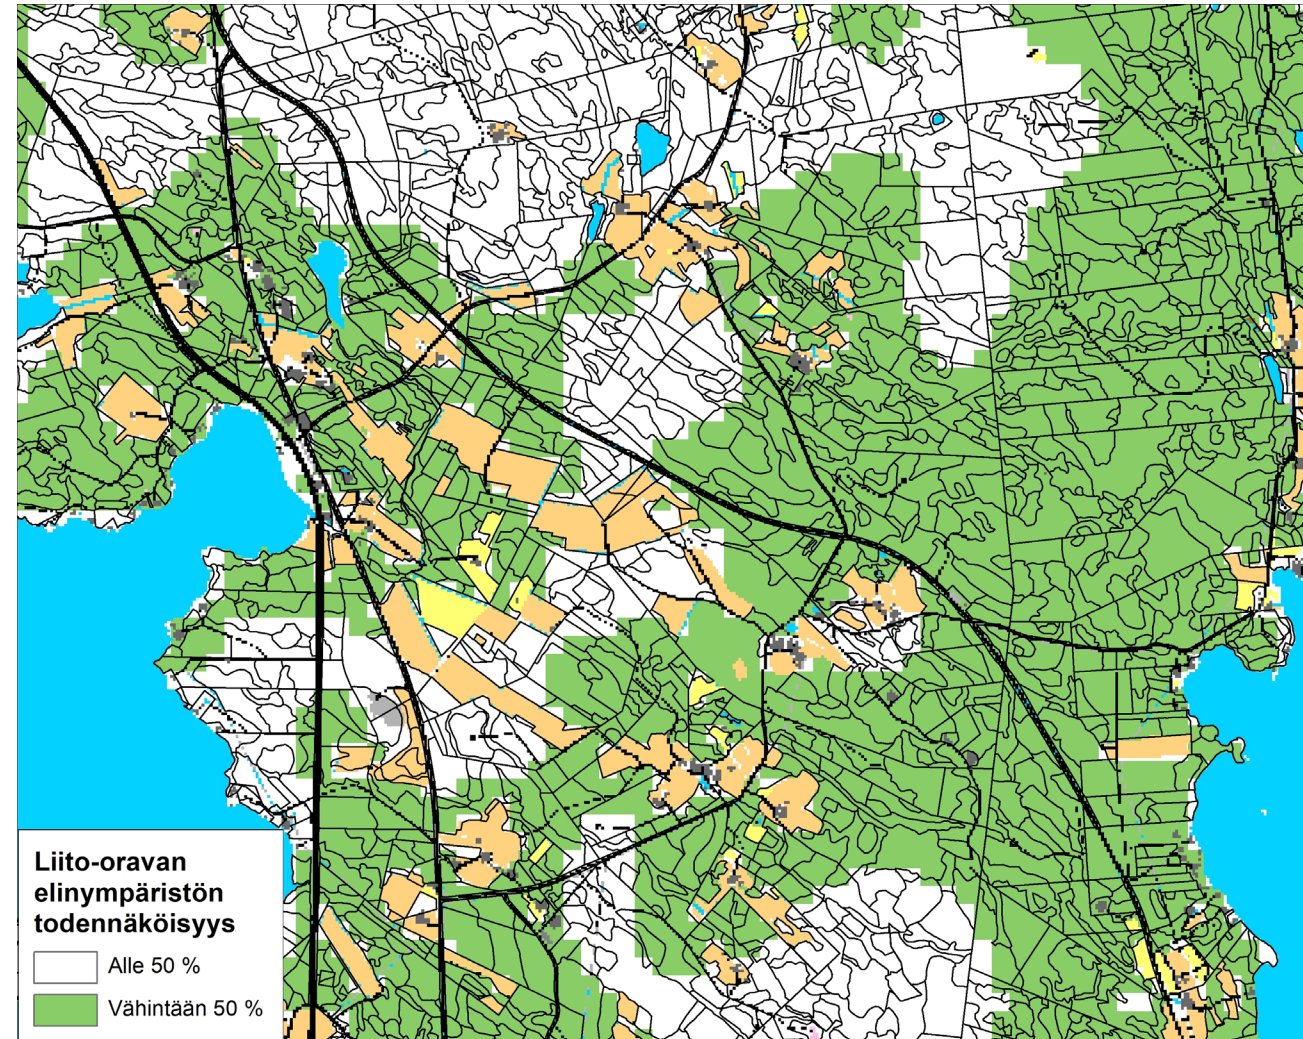 Liito-oravan
elinympäristön
todennäköisyys
Alle 50 %
Vähintään 50 %